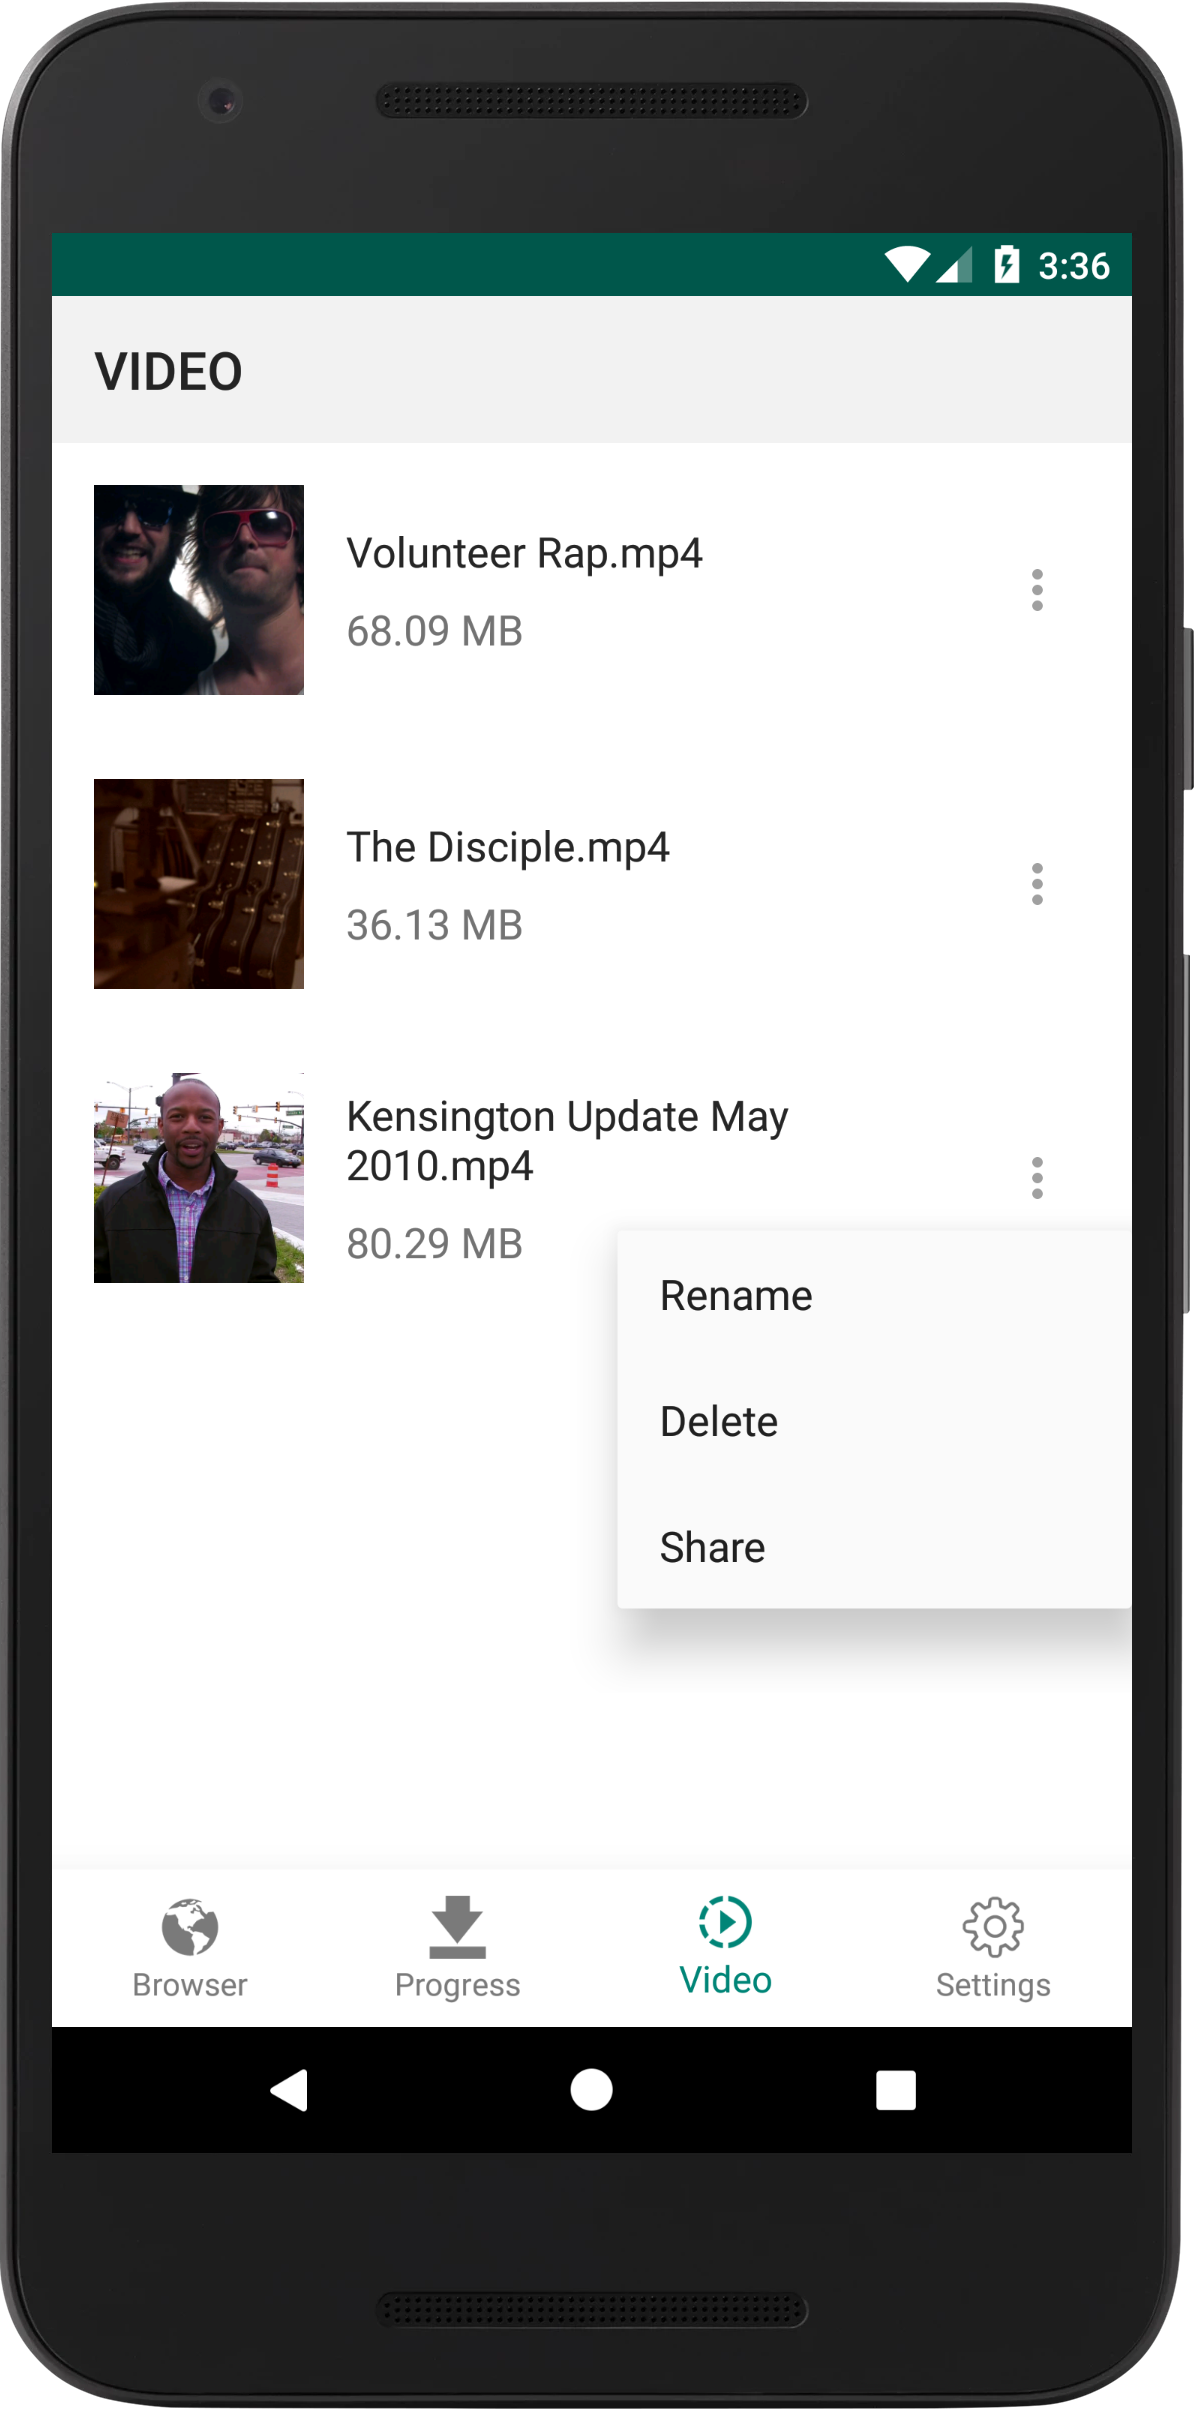 3:36
VIDEO
Volunteer Rap.mp4
68.09 MB
The Disciple.mp4
36.13 MB
Kensington Update May
2010.mp4
80.29 MB
Rename
Delete
Share
Browser
Progress
Video
Settings